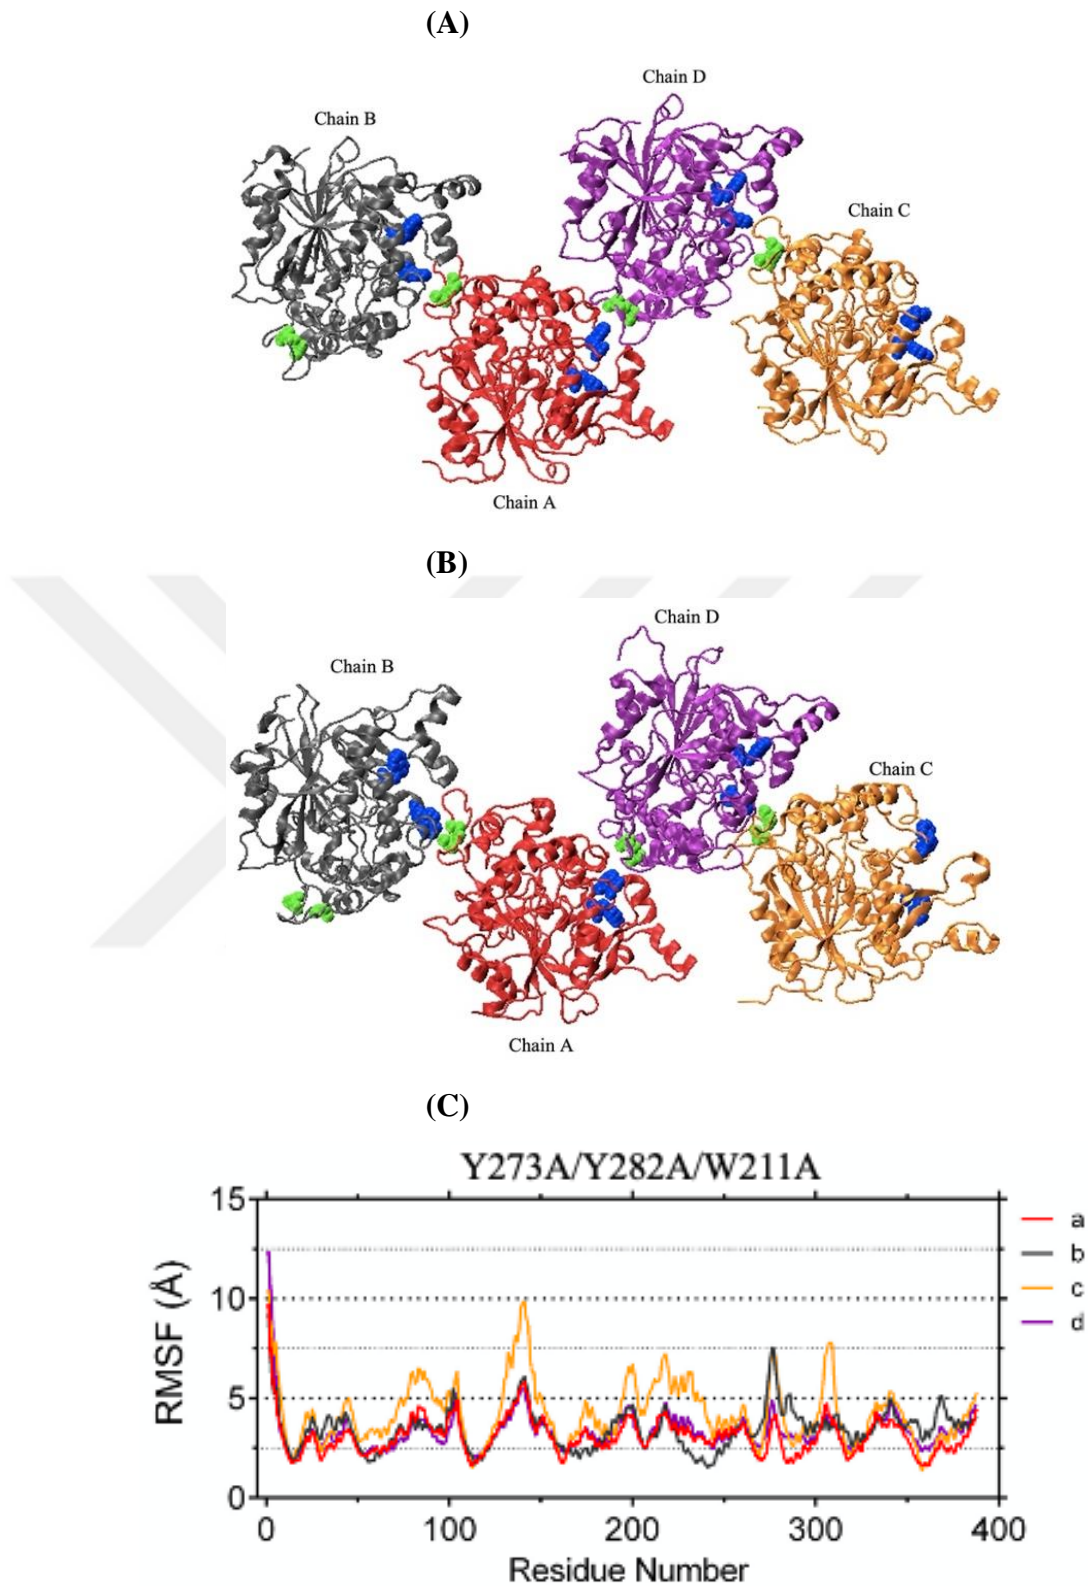 (A)
Chain D
Chain B
Chain C
Chain A
(B)
Chain D
Chain B
Chain C
Chain A
(C)
Y273A/Y282A/W211A
15
10
5
0
RMSF (Å)
0 100 200 300 400
Residue Number
a
b
c
d